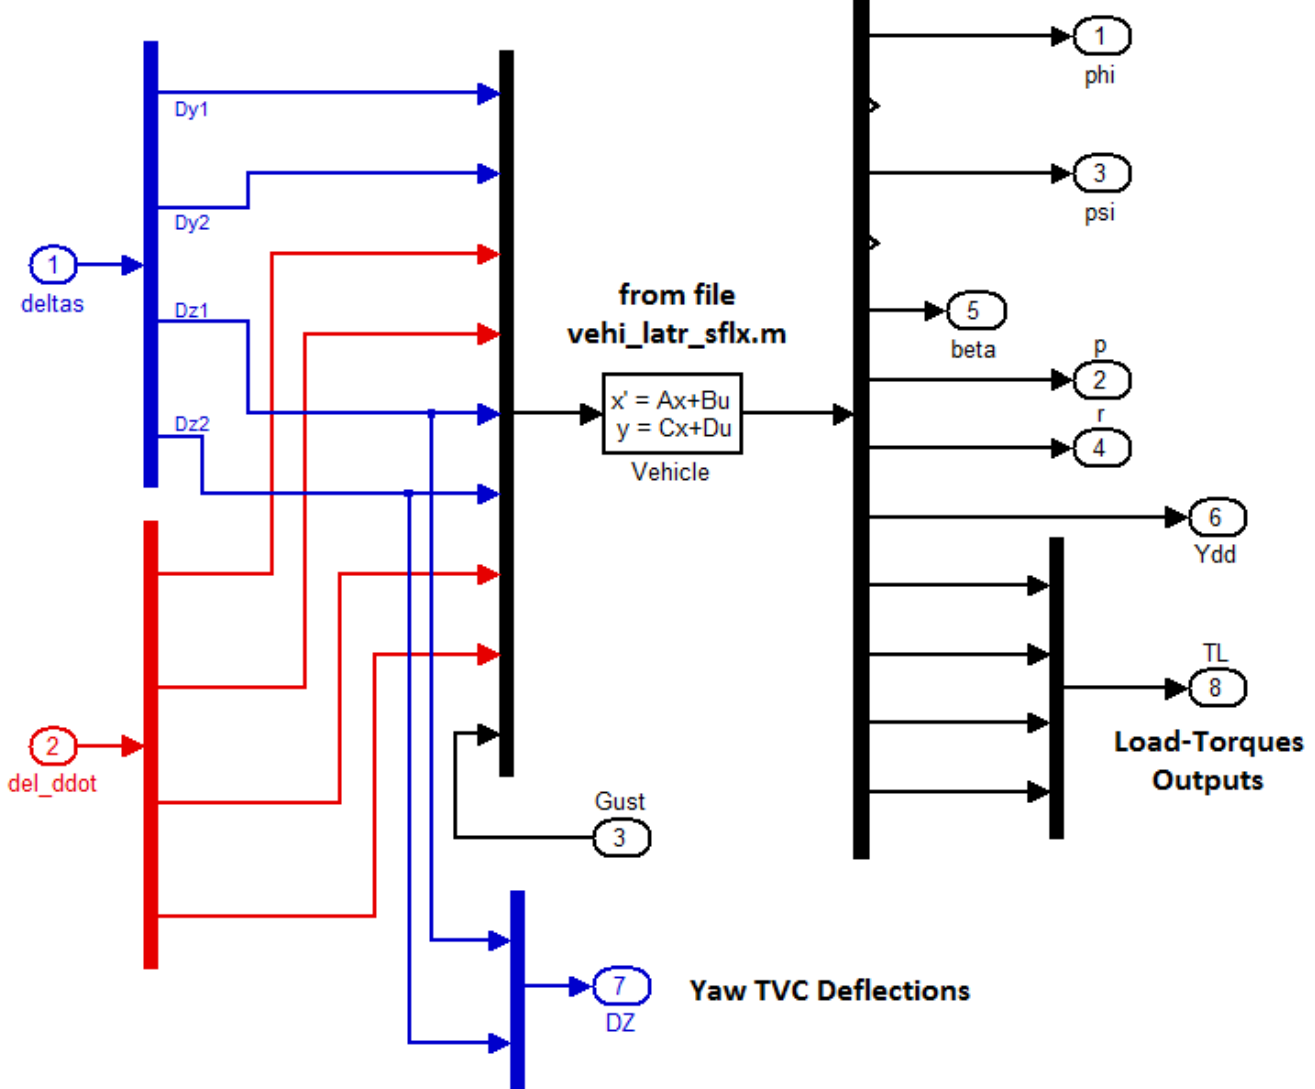 1
deltas
Dy1
Dy2
Dz1
Dz2
2
del_ddot
from file
vehi_latr_sflx.m
x' = Ax+Bu
y = Cx+Du
Vehicle
Gust
3
7
DZ
Yaw TVC Deflections
1
phi
3
psi
5
beta
p
2
r
4
6
Ydd
TL
8
Load-Torques
Outputs